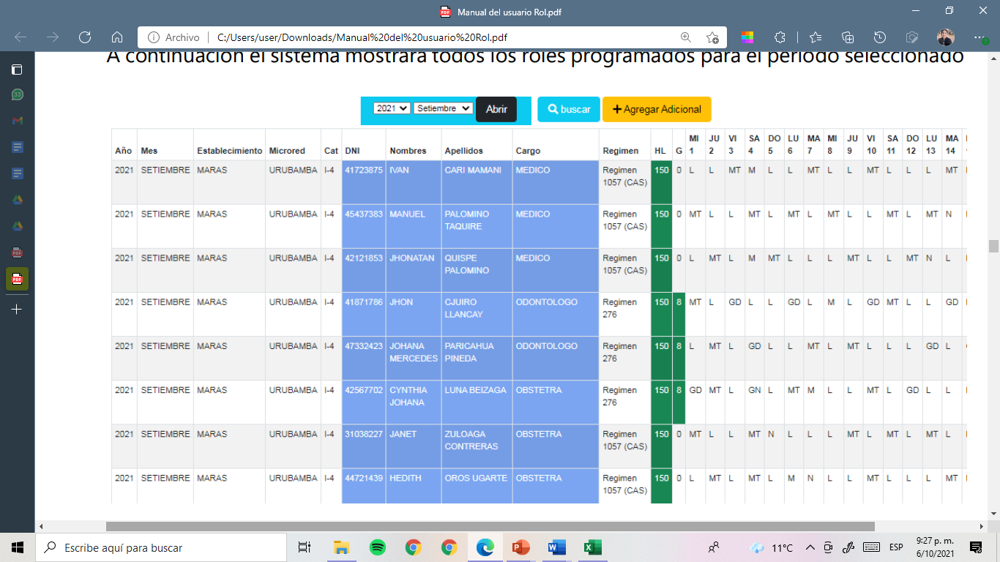 Manual del usuario Rol.pdf
Archivo C:/Users/user/Downloads/Manual%20del%20usuario%20Rol.pdf
A continuación el sistema mostrará todos los roles programados para el periodo seleccionado
33
2021 Setiembre Abrir buscar Agregar Adicional
MI JU VI SA DO LU MA MI JU VI SA DO LU MA
Año Mes Establecimiento Microred Cat DNI Nombres Apellidos Cargo Regimen HL G 1 2 3 4 5 6 7 8 9 10 11 12 13 14
2021 SETIEMBRE MARAS URUBAMBA I-4 41723875 IVAN CARI MAMANI MEDICO Regimen 150 0 L L MT M L L MT L L MT L L L MT
1057 (CAS)
2021 SETIEMBRE MARAS URUBAMBA I-4 45437383 MANUEL PALOMINO MEDICO Regimen 150 0 MT L L MT L MT L MT L L MT L MT N
TAQUIRE 1057 (CAS)
2021 SETIEMBRE MARAS URUBAMBA I-4 42121853 JHONATAN QUISPE MEDICO Regimen 150 0 L MT L M MT L L L MT L L MT N L
PALOMINO 1057 (CAS)
2021 SETIEMBRE MARAS URUBAMBA I-4 41871786 JHON CJUIRO ODONTOLOGO Regimen 150 8 MT L GD L L GD L M L GD MT L L GD
LLANCAY 276
2021 SETIEMBRE MARAS URUBAMBA I-4 47332423 JOHANA PARICAHUA ODONTOLOGO Regimen 150 8 L MT L GD L L MT L MT L L L GD L
MERCEDES PINEDA 276
2021 SETIEMBRE MARAS URUBAMBA I-4 42567702 CYNTHIA LUNA BEIZAGA OBSTETRA Regimen 150 8 GD MT L GN L MT M L L MT L GD L L
JOHANA 276
2021 SETIEMBRE MARAS URUBAMBA I-4 31038227 JANET ZULOAGA OBSTETRA Regimen 150 0 MT L L MT N L L L MT L MT L MT L
CONTRERAS 1057 (CAS)
2021 SETIEMBRE MARAS URUBAMBA I-4 44721439 HEDITH OROS UGARTE OBSTETRA Regimen 150 0 L MT L MT L M N L L MT L L L MT
1057 (CAS)
Escribe aquí para buscar 11°C ESP 9:27 p. m.
6/10/2021